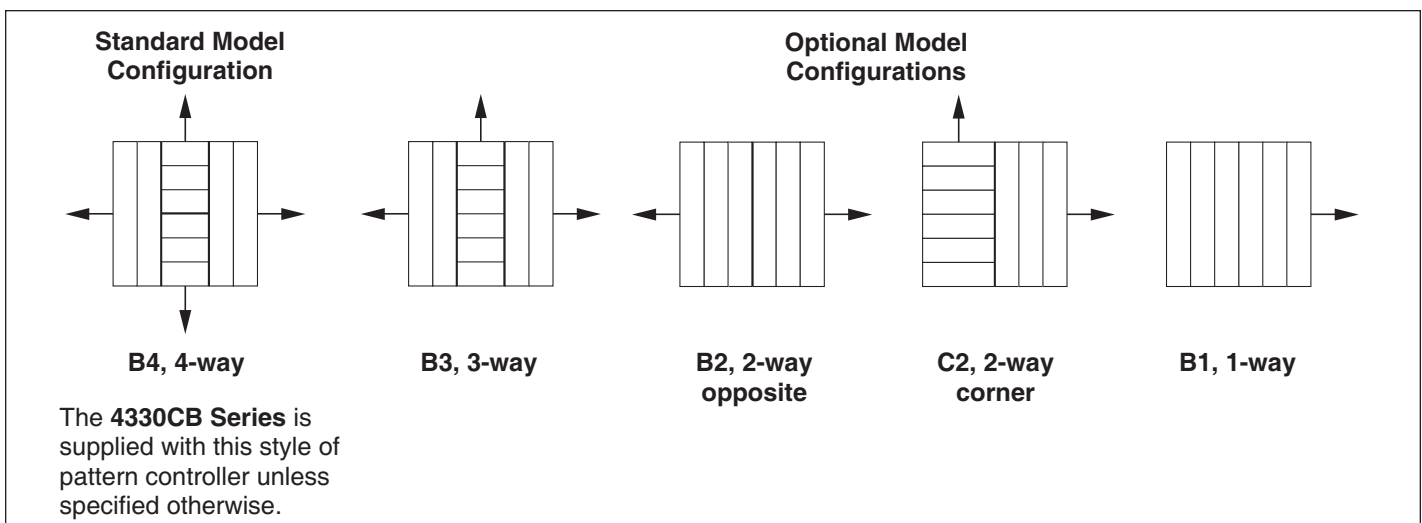 Standard Model
Configuration
Optional Model
Configurations
B4, 4-way
B3, 3-way
B2, 2-way
opposite
C2, 2-way
corner
B1, 1-way
The 4330CB Series is
supplied with this style of
pattern controller unless
specified otherwise.